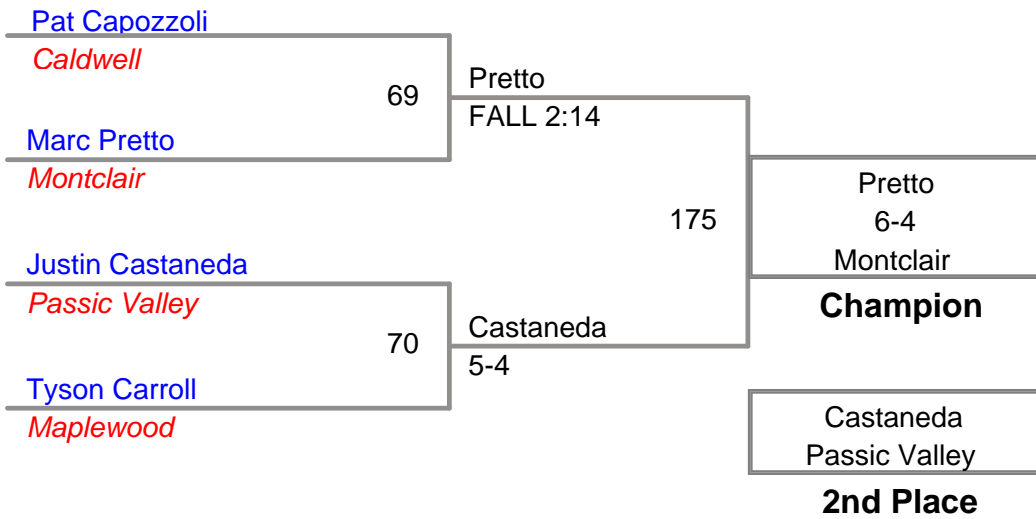 Pat Capozzoli
Caldwell
69
Pretto
FALL 2:14
Marc Pretto
Montclair
175
Pretto
6-4
Montclair
Champion
Justin Castaneda
Passic Valley
70
Castaneda
5-4
Tyson Carroll
Maplewood
Castaneda
Passic Valley
2nd Place